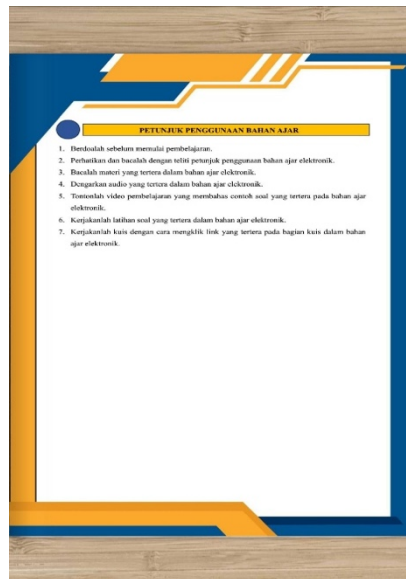 PETUNJUK PENGGUNAAN BAHAN AJAR
1. Berdoalah sebelum memulai pembelajaran.
2. Perhatikan dan bacalah dengan teliti petunjuk penggunaan bahan ajar elektronik.
3. Bacalah materi yang tertera dalam bahan ajar elektronik.
4. Dengarkan audio yang tertera dalam bahan ajar elektronik.
5. Tontonlah video pembelajaran yang membahas contoh soal yang tertera pada bahan ajar
elektronik.
6. Kerjakanlah latihan soal yang tertera dalam bahan ajar elektronik.
7. Kerjakanlah kuis dengan cara mengklik link yang tertera pada bagian kuis dalam bahan
ajar elektronik.